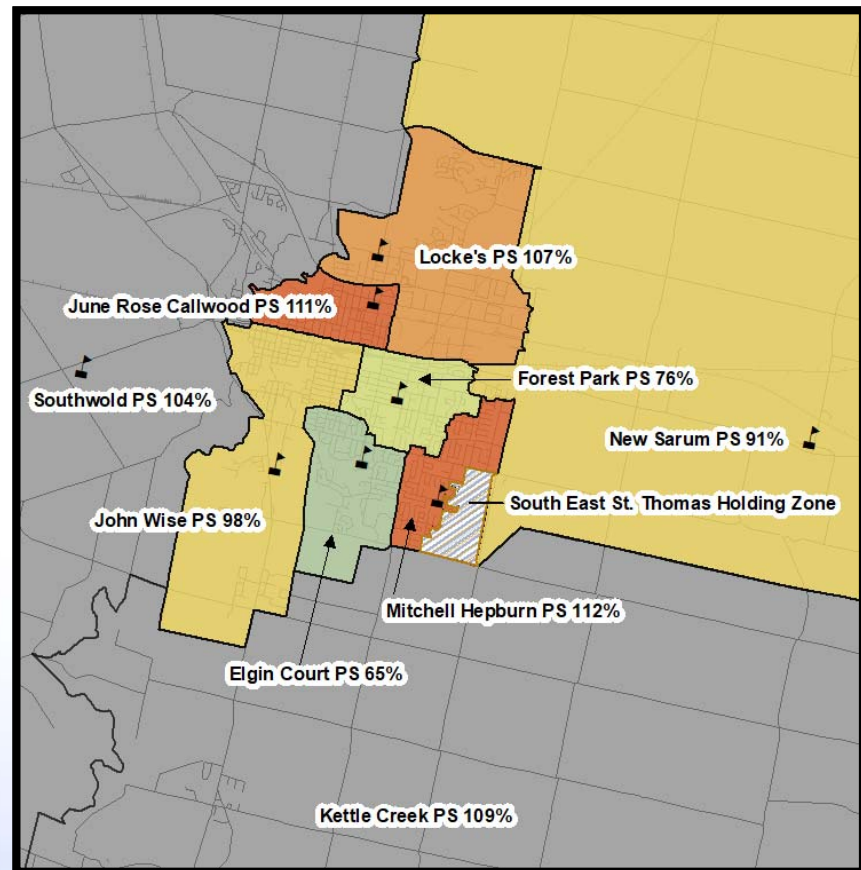 Locke's PS 107%
June Rose Callwood PS 111%
Forest Park PS 76%
Southwold PS 104%
New Sarum PS 91%
South East St. Thomas Holding Zone
John Wise PS 98%
Mitchell Hepburn PS 112%
Elgin Court PS 65%
Kettle Creek PS 109%